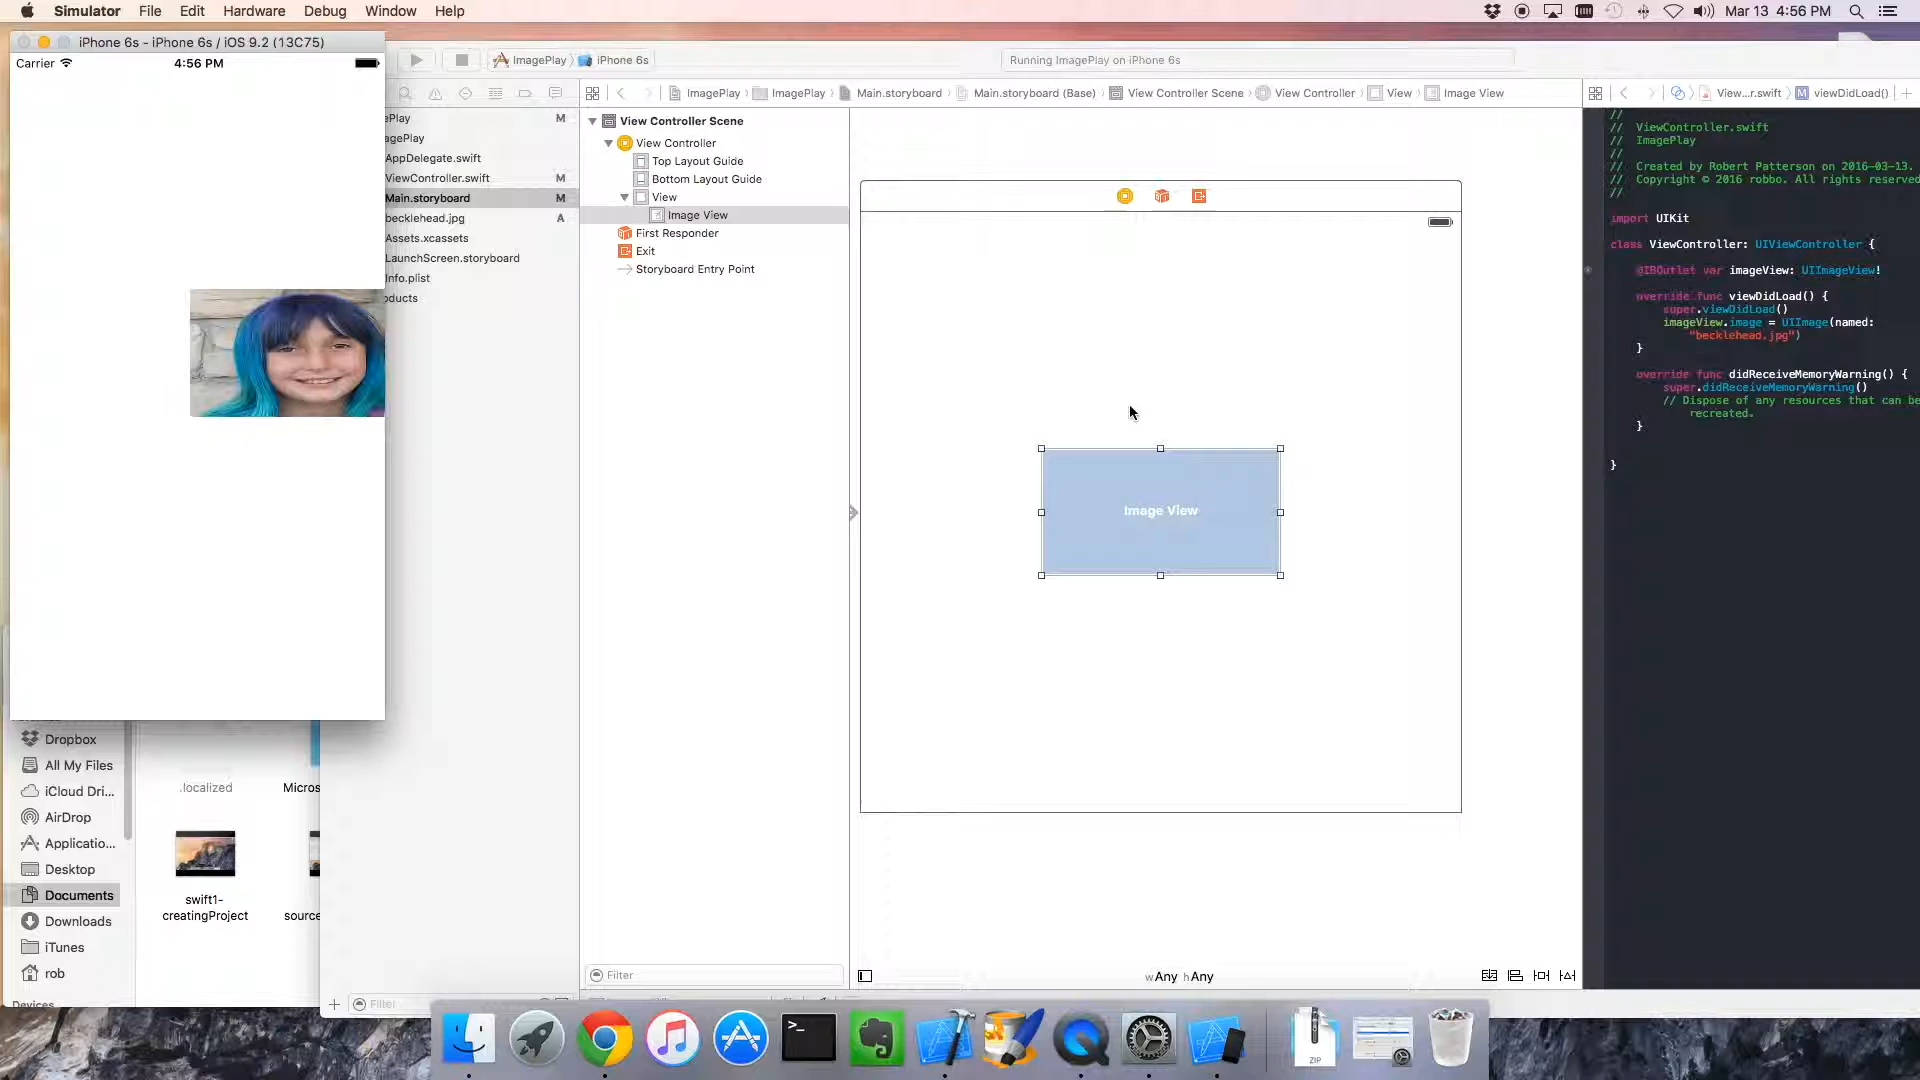 Simulator File Edit Hardware Debug Window Help
Mar 13 4:56 PM
iPhone 6s - iPhone 6s / iOS 9.2 (13C75)
Carrier 4:56 PM
ImagePlay iPhone 6s
Running ImagePlay on iPhone 6s
ImagePlay ImagePlay Main.storyboard Main.storyboard (Base) View Controller Scene View Controller View Image View
View...r.swift viewDidLoad()
ePlay M
agePlay
AppDelegate.swift
ViewController.swift M
Main.storyboard M
becklehead.jpg A
Assets.xcassets
LaunchScreen.storyboard
Info.plist
oducts
View Controller Scene
View Controller
Top Layout Guide
Bottom Layout Guide
View
Image View
First Responder
Exit
Storyboard Entry Point
Image View
//
// ViewController.swift
// ImagePlay
//
// Created by Robert Patterson on 2016-03-13.
// Copyright © 2016 robbo. All rights reserved
//
import UIKit
class ViewController: UIViewController {
@IBOutlet var imageView: UIImageView!
override func viewDidLoad() {
super.viewDidLoad()
imageView.image = UIImage(named:
"becklehead.jpg")
}
override func didReceiveMemoryWarning() {
super.didReceiveMemoryWarning()
// Dispose of any resources that can be
recreated.
}
}
Dropbox
All My Files
iCloud Dri...
AirDrop
Applicatio...
Desktop
Documents
Downloads
iTunes
rob
Devices
.localized
Micros
swift1-
creatingProject
source
Filter
Filter
wAny hAny
ZIP